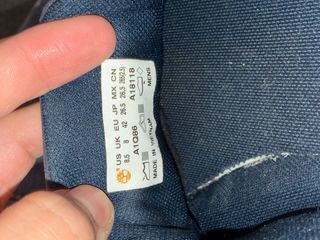 US UK EU JP MX CN
8.5 8 42 26.5 26.5 265(2.5)
A1Q86 A18118
MADE IN VIETNAM MENS